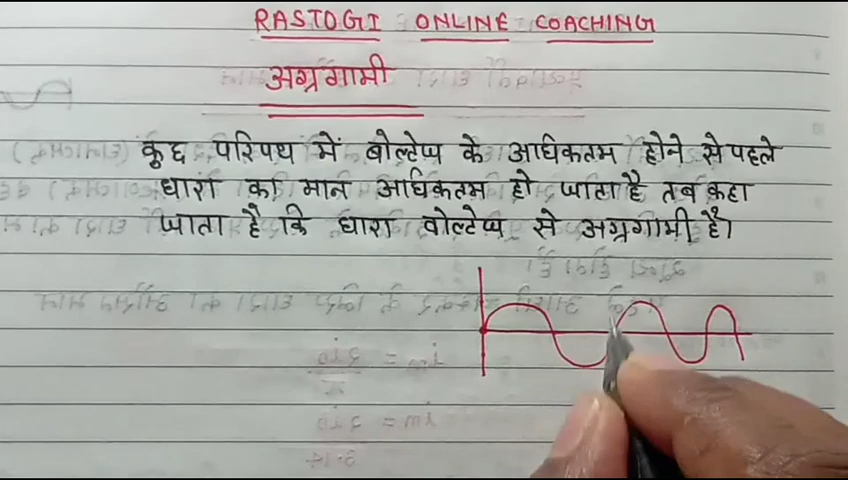 RASTOGI ONLINE COACHING
अग्रगामी
कुछ परिपथ में वोल्टेज के अधिकतम होने से पहले
धारा का मान अधिकतम हो जाता है तब कहा
जाता है कि धारा वोल्टेज से अग्रगामी है।